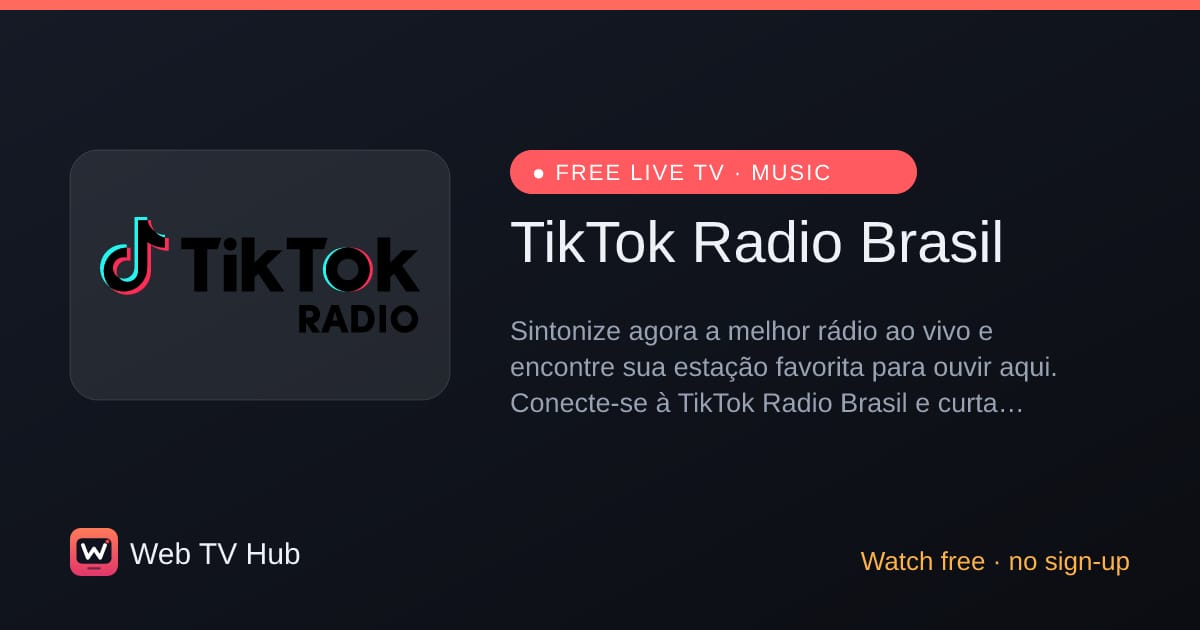 TikTok
RADIO
• FREE LIVE TV · MUSIC
TikTok Radio Brasil
Sintonize agora a melhor rádio ao vivo e
encontre sua estação favorita para ouvir aqui.
Conecte-se à TikTok Radio Brasil e curta…
W
Web TV Hub
Watch free · no sign-up